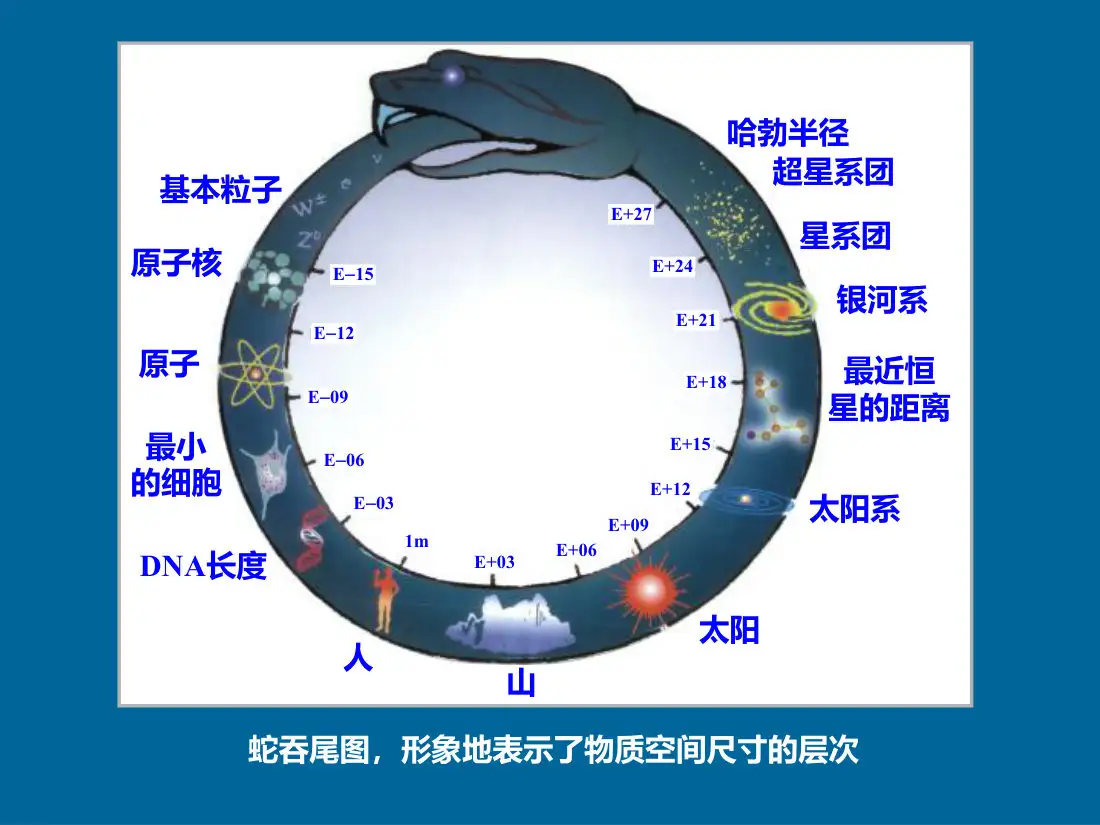 哈勃半径
超星系团
基本粒子
星系团
原子核
银河系
原子
最近恒
星的距离
最小
的细胞
太阳系
DNA长度
太阳
人
山
ν
e
W±
Z⁰
E+27
E+24
E+21
E+18
E+15
E+12
E+09
E+06
E+03
1m
E−03
E−06
E−09
E−12
E−15
蛇吞尾图，形象地表示了物质空间尺寸的层次